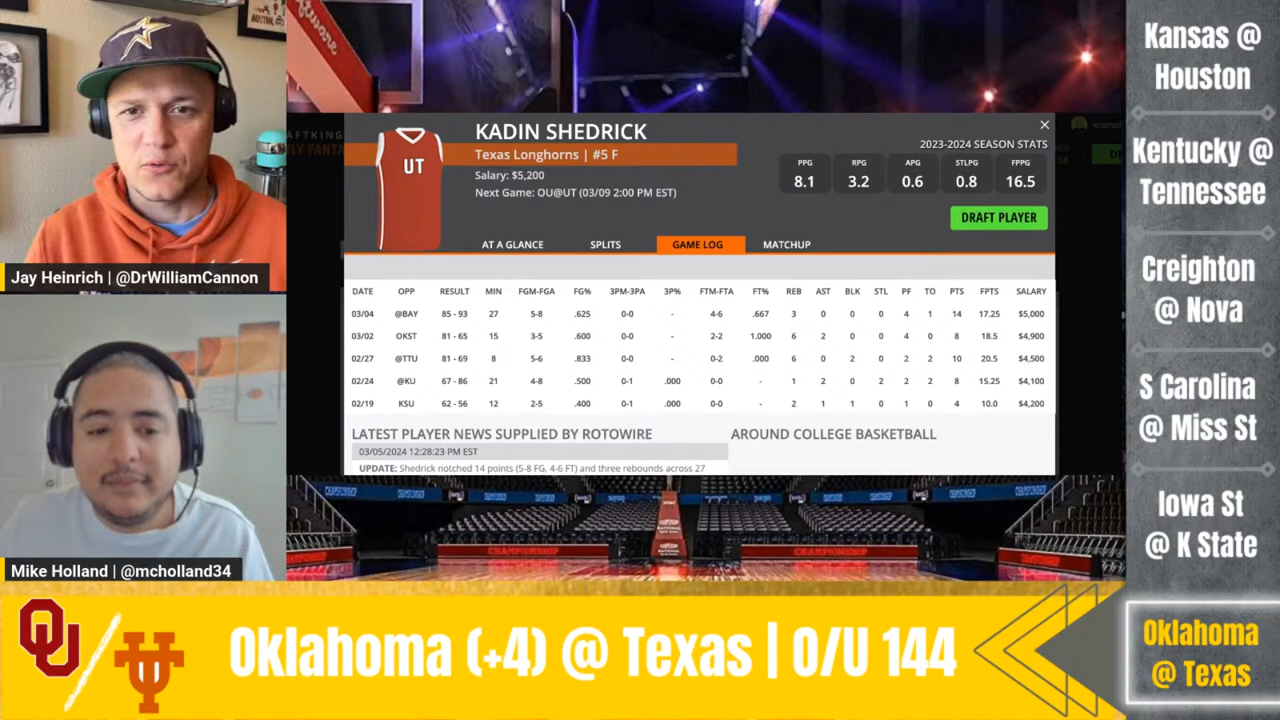 AUSTIN,
software
Jay Heinrich | @DrWilliamCannon
Mike Holland | @mcholland34
UT
KADIN SHEDRICK
Texas Longhorns | #5 F
Salary: $5,200
Next Game: OU@UT (03/09 2:00 PM EST)
2023-2024 SEASON STATS
PPG RPG APG STLPG FPPG
8.1 3.2 0.6 0.8 16.5
DRAFT PLAYER
AT A GLANCE SPLITS GAME LOG MATCHUP
DATE OPP RESULT MIN FGM-FGA FG% 3PM-3PA 3P% FTM-FTA FT% REB AST BLK STL PF TO PTS FPTS SALARY
03/04 @BAY 85 - 93 27 5-8 .625 0-0 - 4-6 .667 3 0 0 0 4 1 14 17.25 $5,000
03/02 OKST 81 - 65 15 3-5 .600 0-0 - 2-2 1.000 6 2 0 0 4 0 8 18.5 $4,900
02/27 @TTU 81 - 69 8 5-6 .833 0-0 - 0-2 .000 6 0 2 0 2 2 10 20.5 $4,500
02/24 @KU 67 - 86 21 4-8 .500 0-1 .000 0-0 - 1 2 0 2 2 2 8 15.25 $4,100
02/19 KSU 62 - 56 12 2-5 .400 0-1 .000 0-0 - 2 1 1 0 1 0 4 10.0 $4,200
LATEST PLAYER NEWS SUPPLIED BY ROTOWIRE
AROUND COLLEGE BASKETBALL
03/05/2024 12:28:23 PM EST
UPDATE: Shedrick notched 14 points (5-8 FG, 4-6 FT) and three rebounds across 27
CHAMPIONSHIP
CHAMPIONSHIP
Kansas @
Houston
Kentucky @
Tennessee
Creighton
@ Nova
S Carolina
@ Miss St
Iowa St
@ K State
Oklahoma
@ Texas
OU / UT
Oklahoma (+4) @ Texas | O/U 144